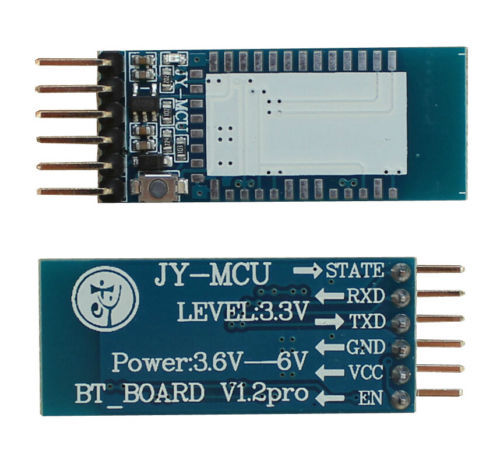 JY-MCU
JY-MCU
STATE
RXD
LEVEL:3.3V
TXD
GND
Power:3.6V—6V
VCC
BT_BOARD V1.2pro
EN